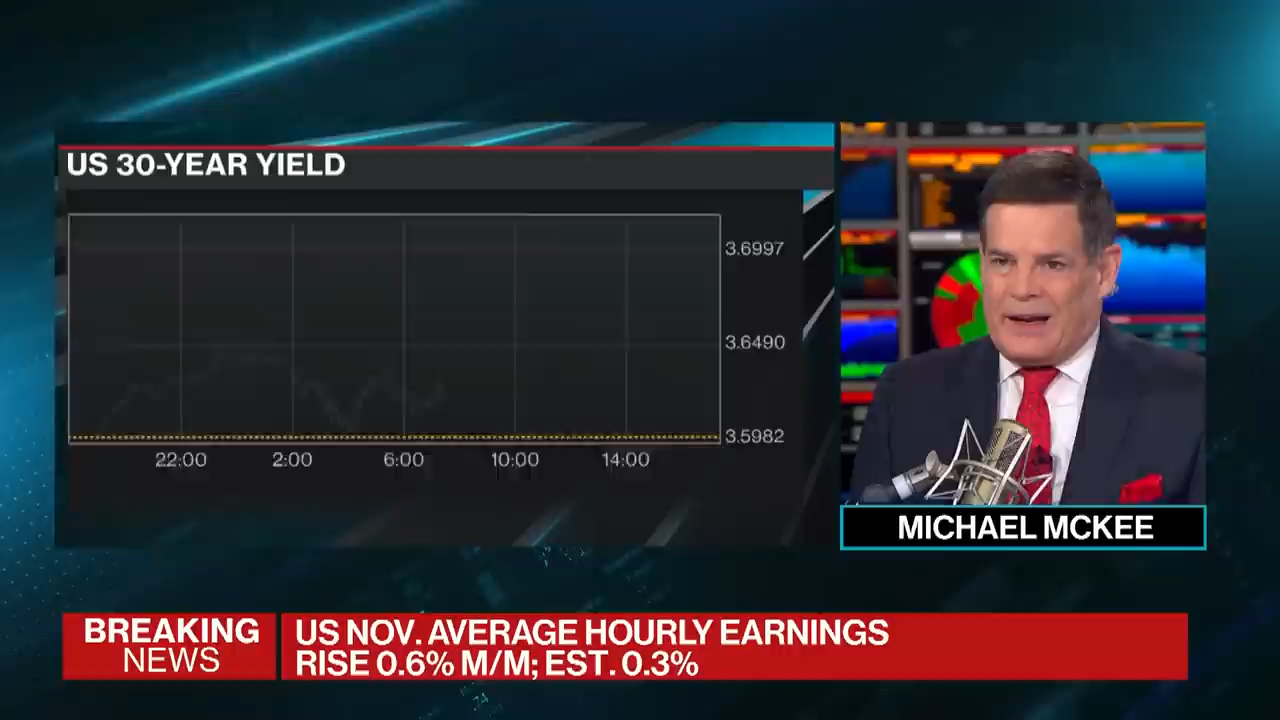 US 30-YEAR YIELD
3.6997
3.6490
3.5982
22:00
2:00
6:00
10:00
14:00
MICHAEL MCKEE
BREAKING
NEWS
US NOV. AVERAGE HOURLY EARNINGS
RISE 0.6% M/M; EST. 0.3%